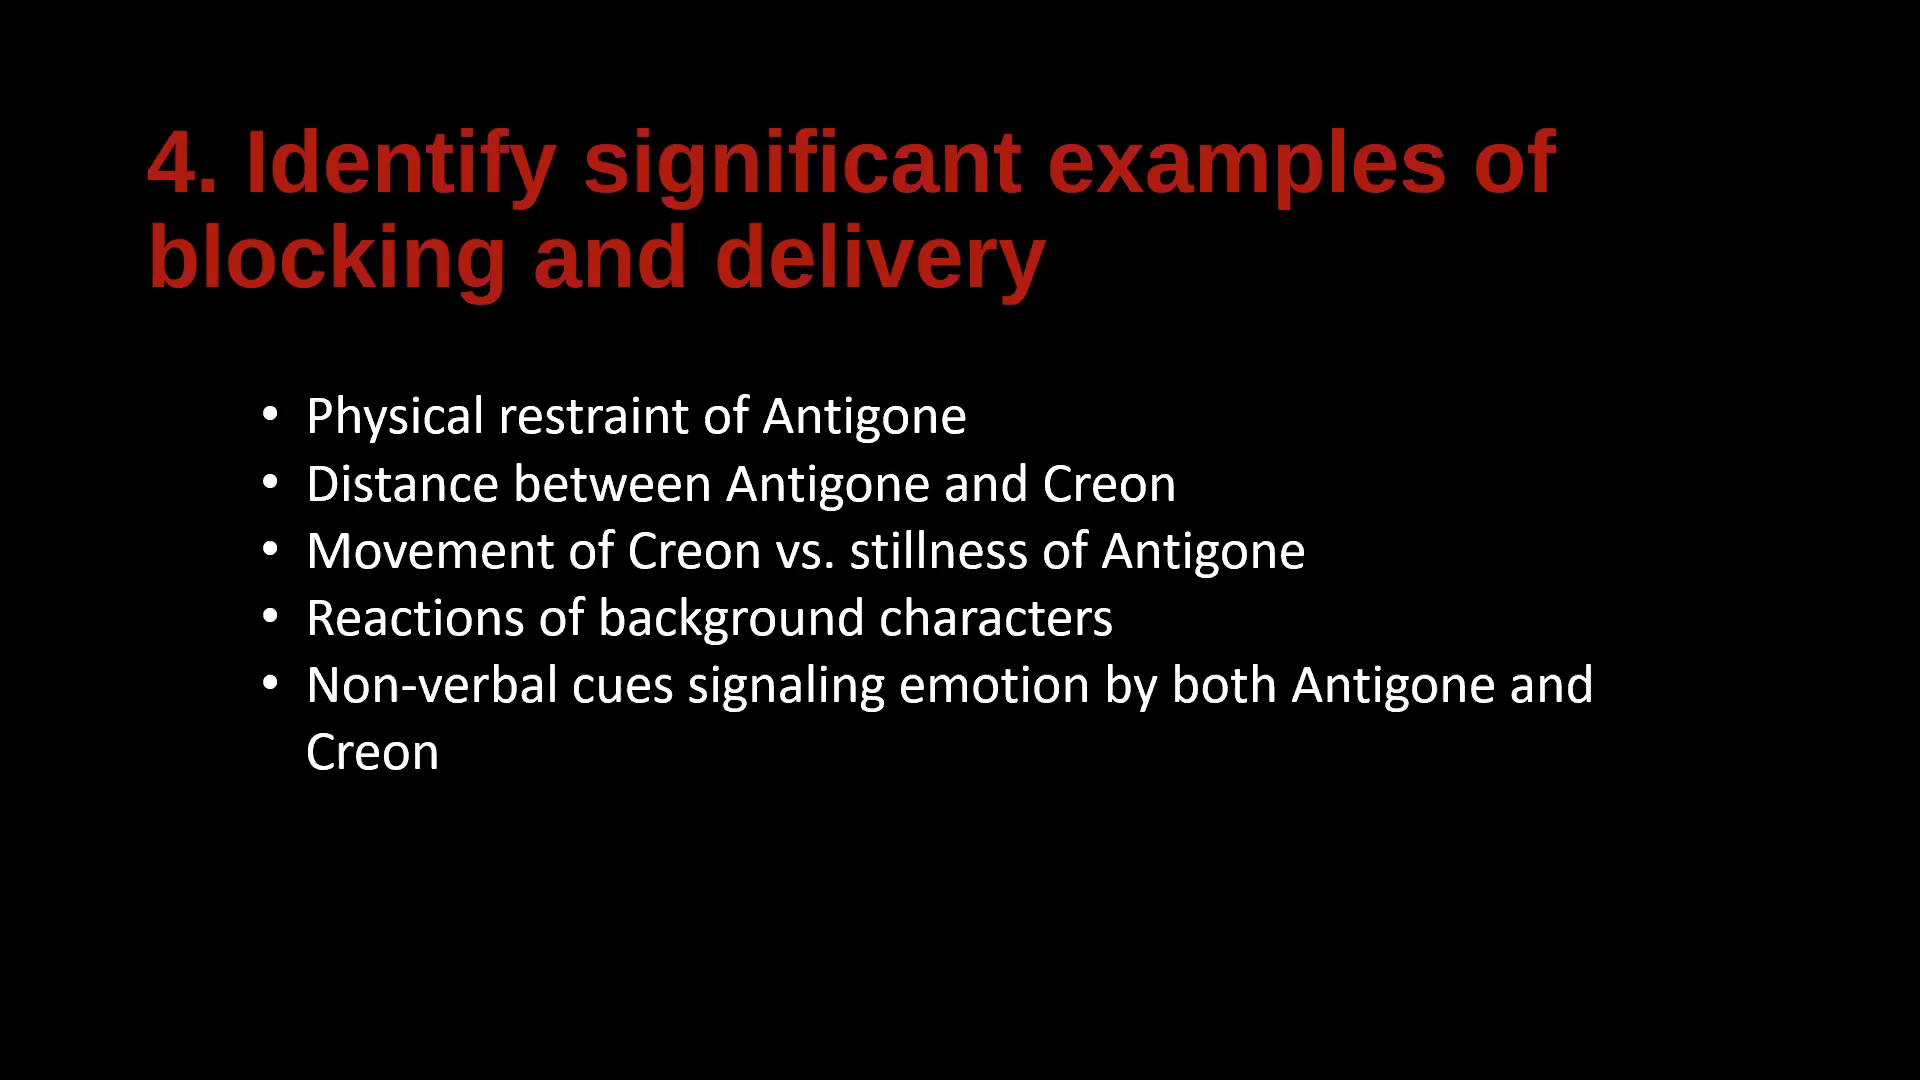 4. Identify significant examples of
blocking and delivery
• Physical restraint of Antigone
• Distance between Antigone and Creon
• Movement of Creon vs. stillness of Antigone
• Reactions of background characters
• Non-verbal cues signaling emotion by both Antigone and
Creon